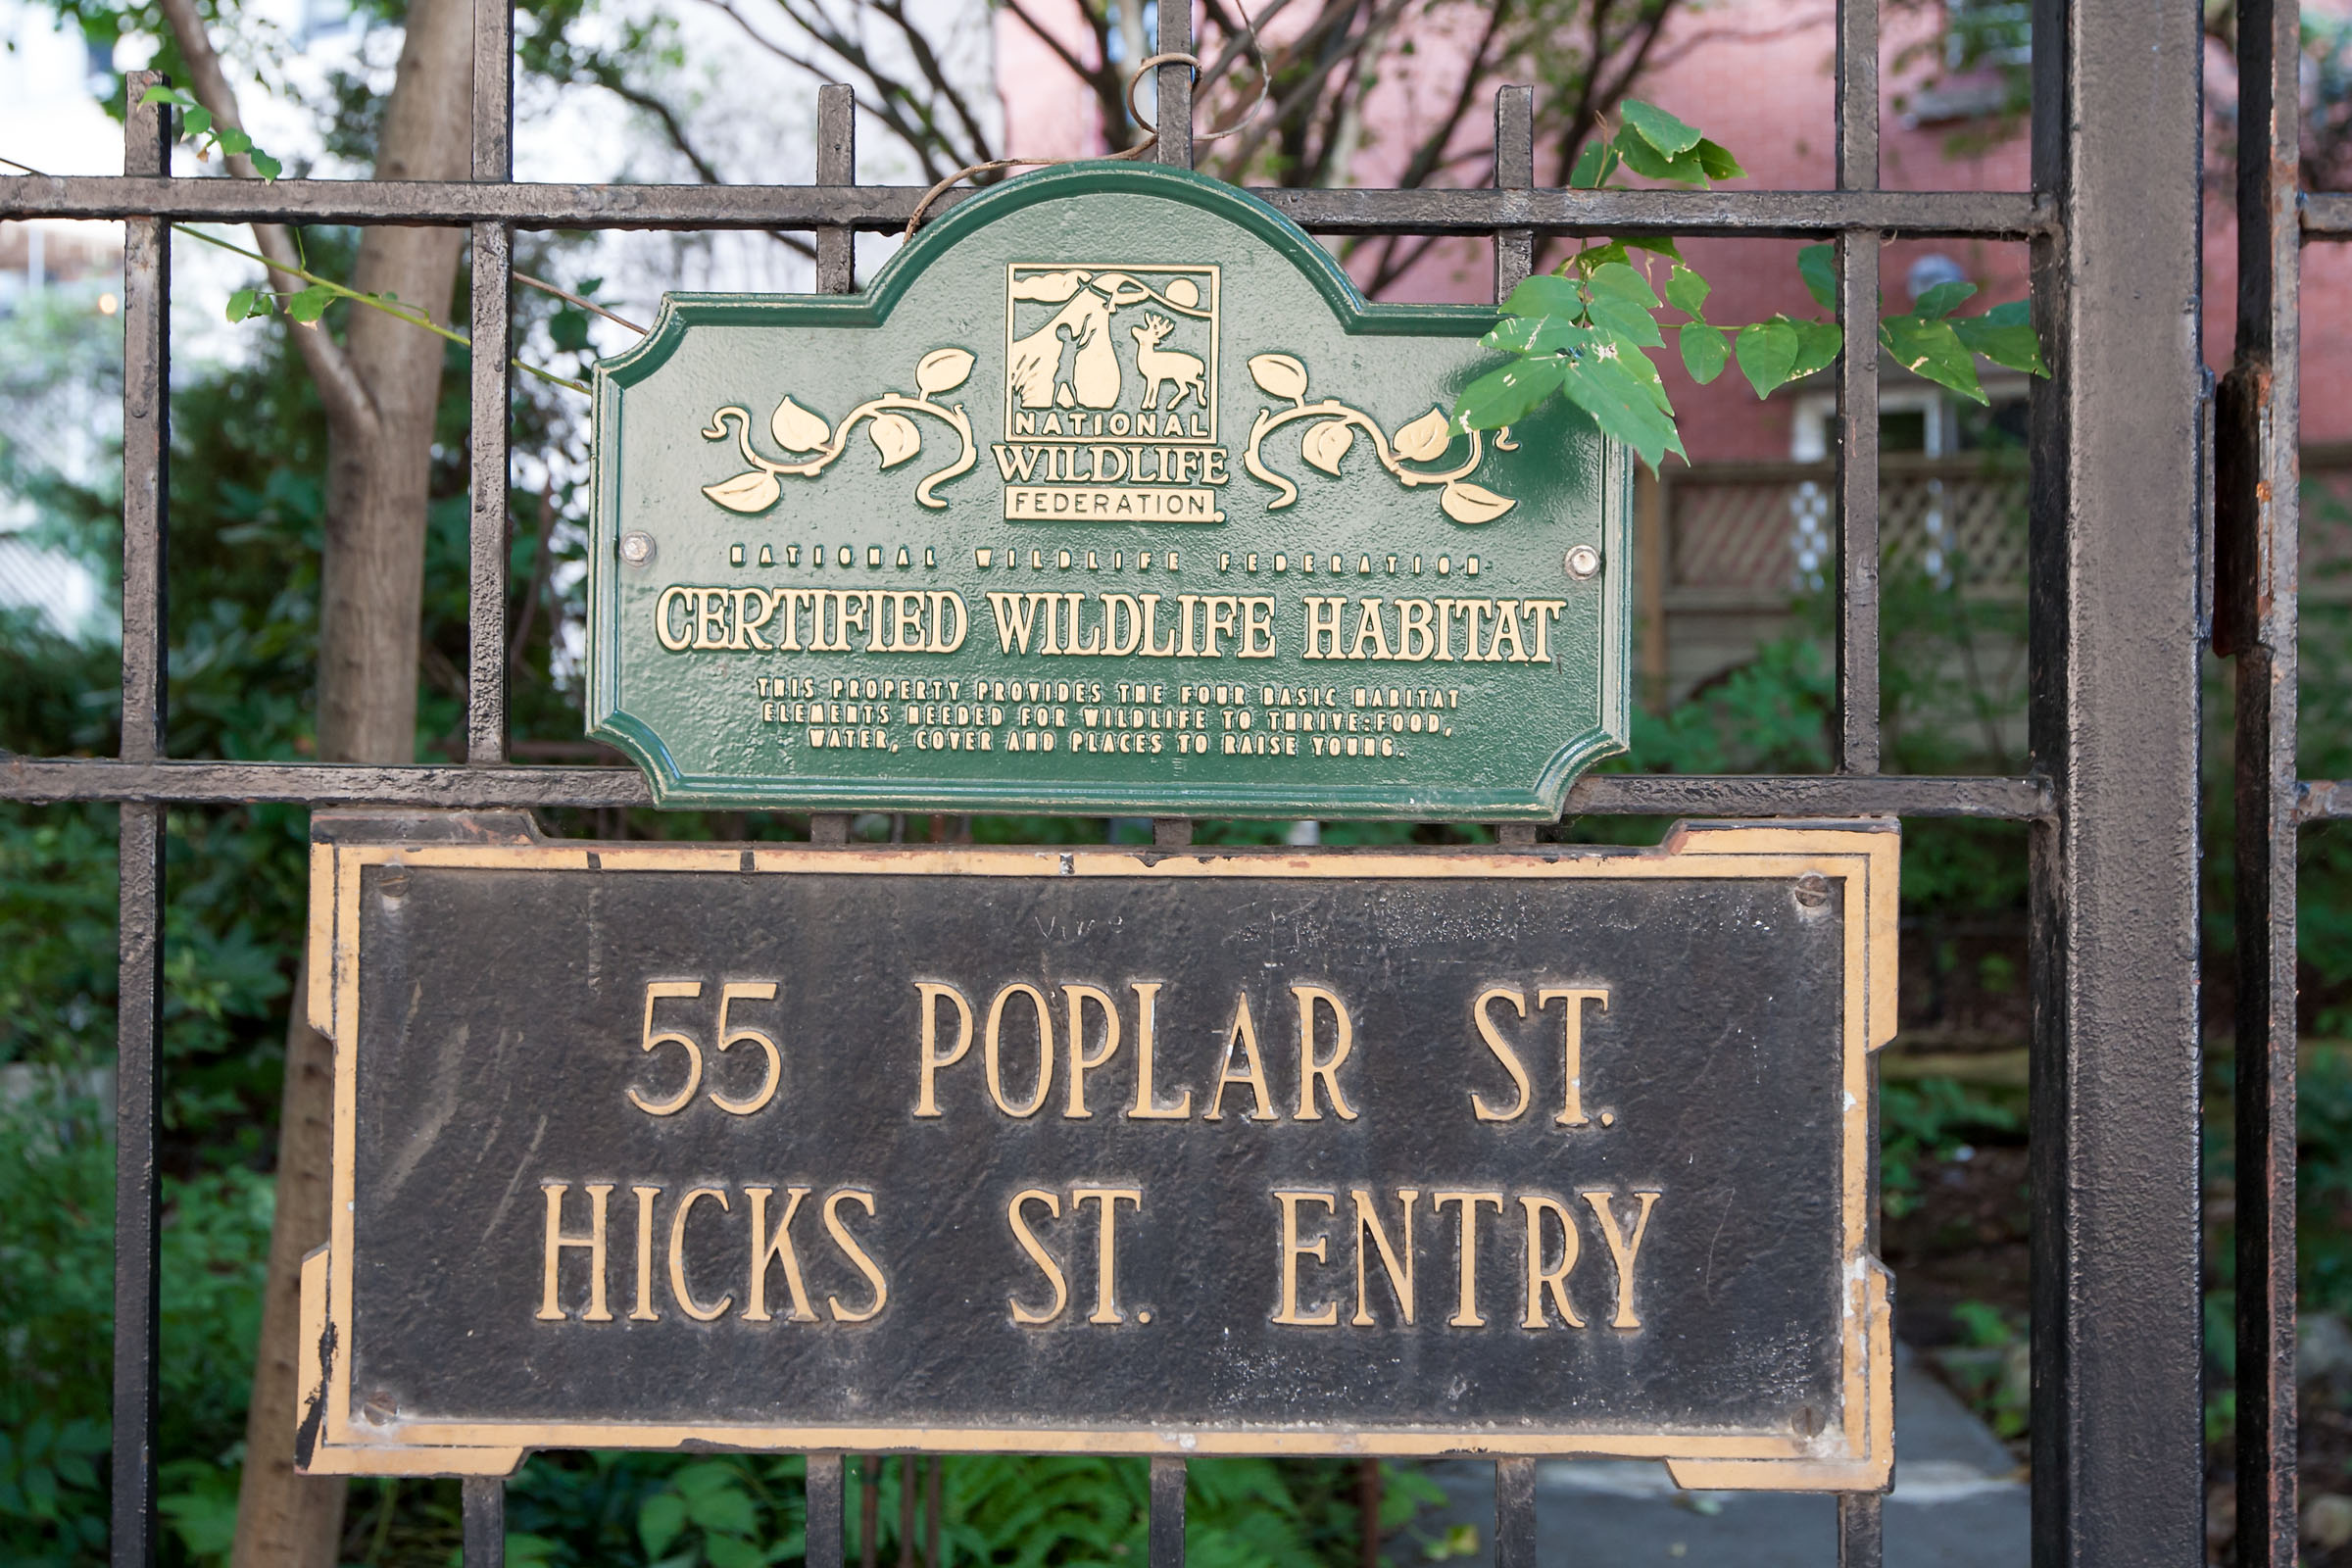 NATIONAL
WILDLIFE
FEDERATION
NATIONAL WILDLIFE FEDERATION
CERTIFIED WILDLIFE HABITAT
THIS PROPERTY PROVIDES THE FOUR BASIC HABITAT
ELEMENTS NEEDED FOR WILDLIFE TO THRIVE:FOOD,
WATER, COVER AND PLACES TO RAISE YOUNG.
55 POPLAR ST.
HICKS ST. ENTRY